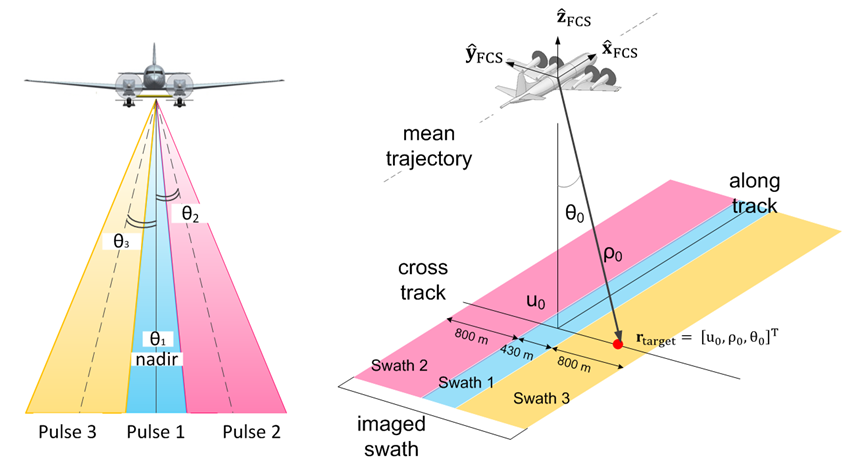 θ₃
θ₂
θ₁
nadir
Pulse 3
Pulse 1
Pulse 2
ẑFCS
ŷFCS
x̂FCS
mean
trajectory
θ₀
along
track
ρ₀
cross
track
u₀
r_target = [u₀, ρ₀, θ₀]ᵀ
800 m
430 m
800 m
Swath 2
Swath 1
Swath 3
imaged
swath